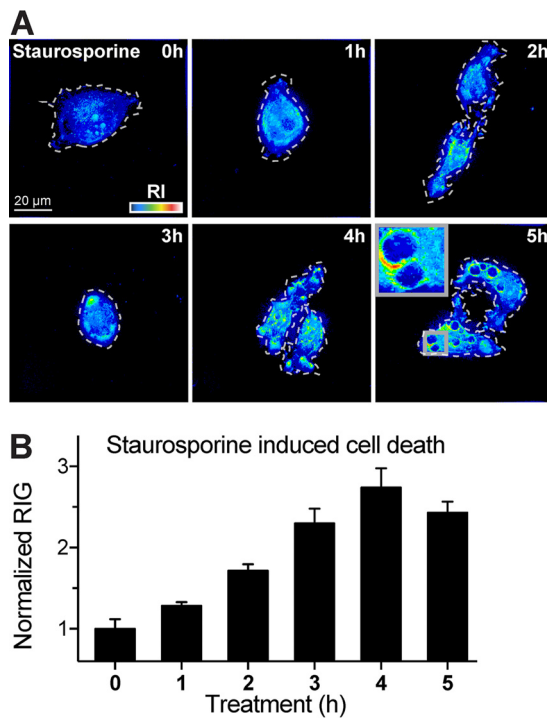 A
Staurosporine 0h
1h
2h
20 µm
RI
3h
4h
5h
B
Staurosporine induced cell death
Normalized RIG
3
2
1
0 1 2 3 4 5
Treatment (h)